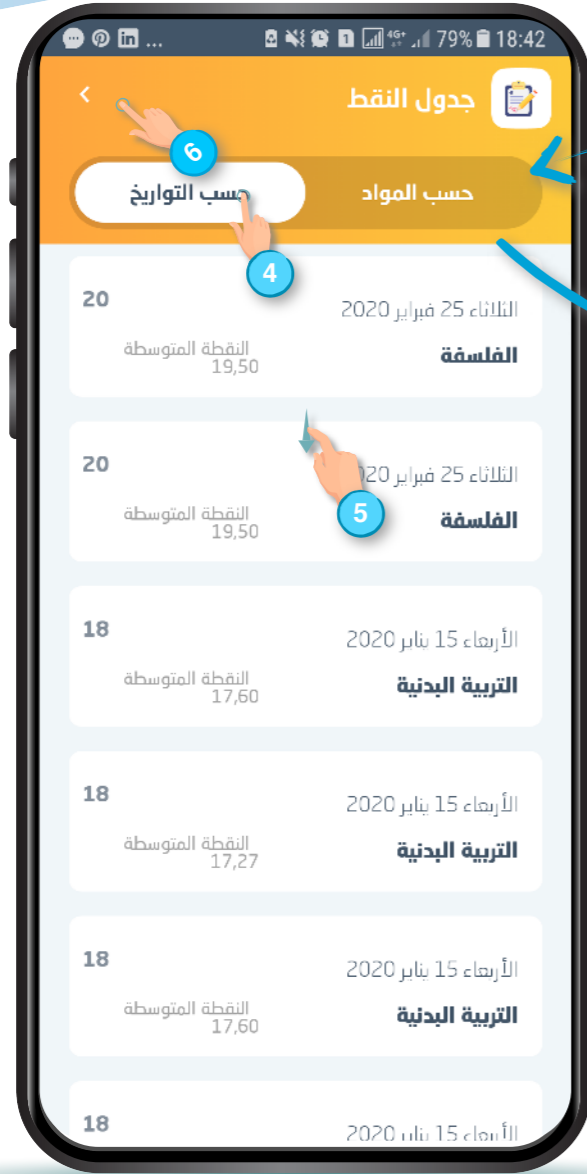 ... 79% 18:42
جدول النقط
6
حسب المواد
حسب التواريخ
4
الثلاثاء 25 فبراير 2020
20
الفلسفة
النقطة المتوسطة
19,50
الثلاثاء 25 فبراير 2020
20
5
الفلسفة
النقطة المتوسطة
19,50
الأربعاء 15 يناير 2020
18
التربية البدنية
النقطة المتوسطة
17,60
الأربعاء 15 يناير 2020
18
التربية البدنية
النقطة المتوسطة
17,27
الأربعاء 15 يناير 2020
18
التربية البدنية
النقطة المتوسطة
17,60
الأربعاء 15 يناير 2020
18